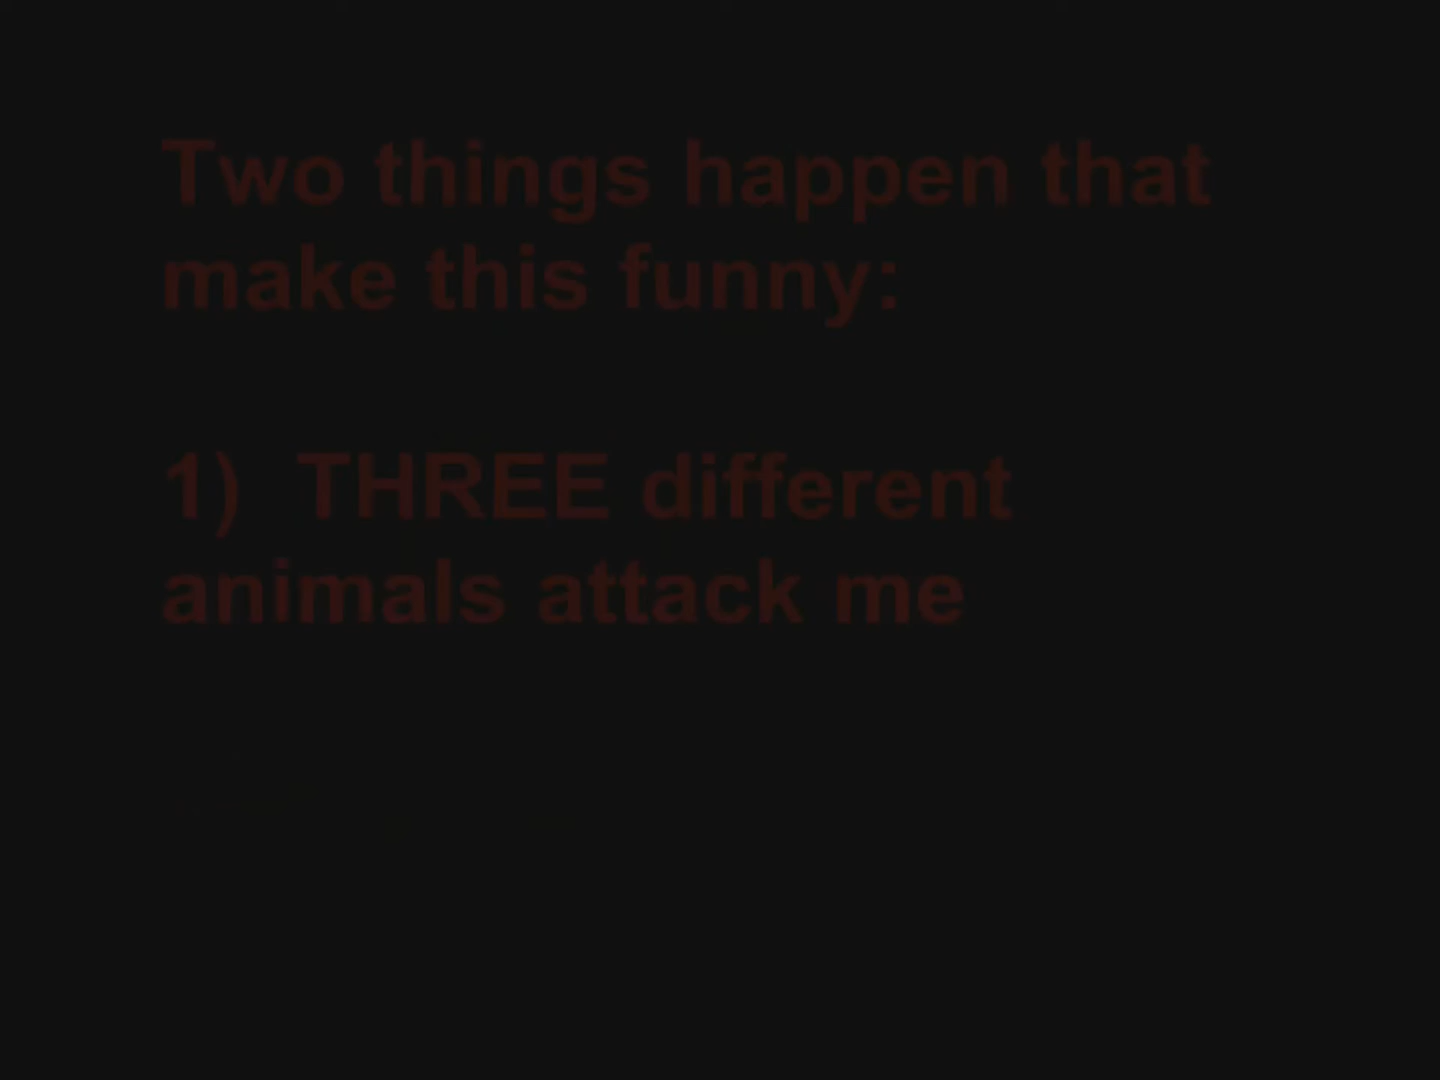 Two things happen that
make this funny:
1) THREE different
animals attack me